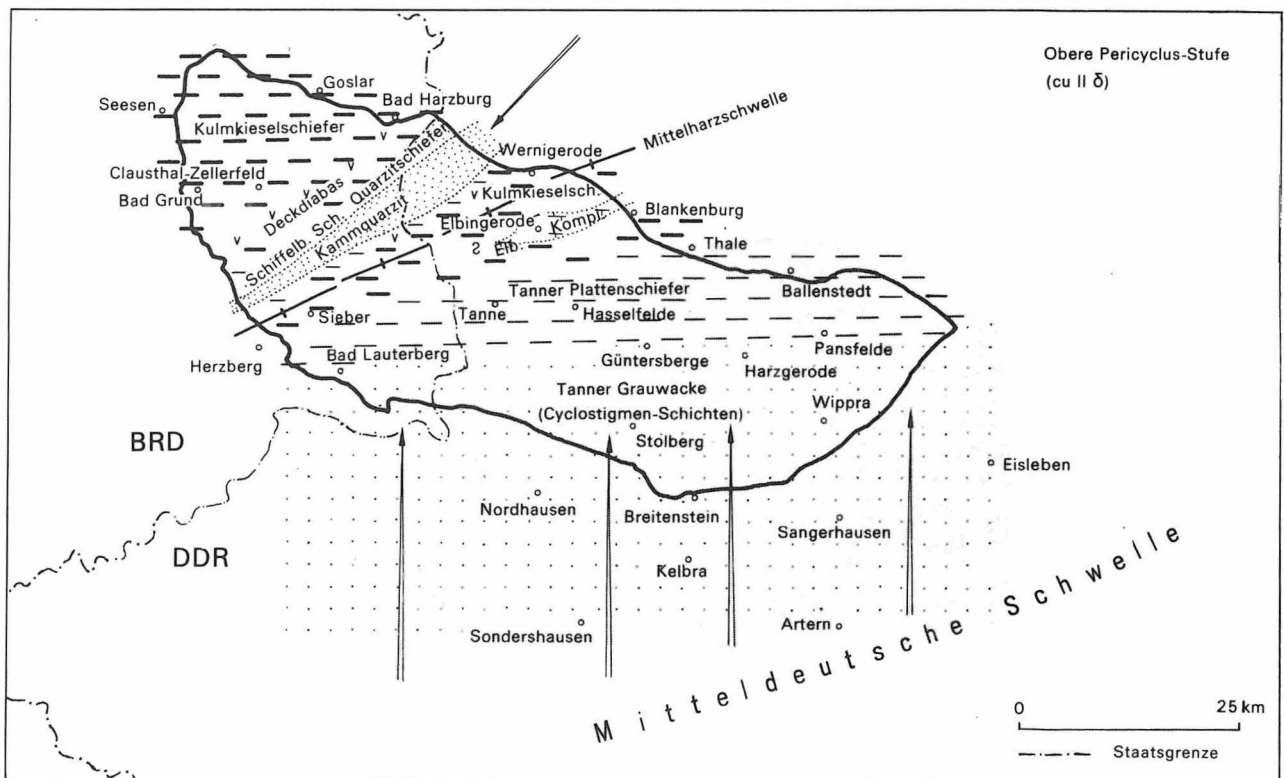 Obere Pericyclus-Stufe
(cu II δ)
Goslar
Seesen
Bad Harzburg
Kulmkieselschiefer
Mittelharzschwelle
Wernigerode
Clausthal-Zellerfeld
Bad Grund
Deckdiabas
Schiffelb. Sch. Quarzitschiefer
Kammquarzit
Kulmkieselsch.
Elbingerode
Elb. Kompl.
Blankenburg
Thale
Ballenstedt
Tanner Plattenschiefer
Sieber
Tanne
Hasselfelde
Herzberg
Bad Lauterberg
Güntersberge
Pansfelde
Harzgerode
Tanner Grauwacke
(Cyclostigmen-Schichten)
Wippra
Stolberg
BRD
Eisleben
Nordhausen
Breitenstein
Sangerhausen
DDR
Kelbra
Sondershausen
Artern
Mitteldeutsche Schwelle
0 25 km
Staatsgrenze